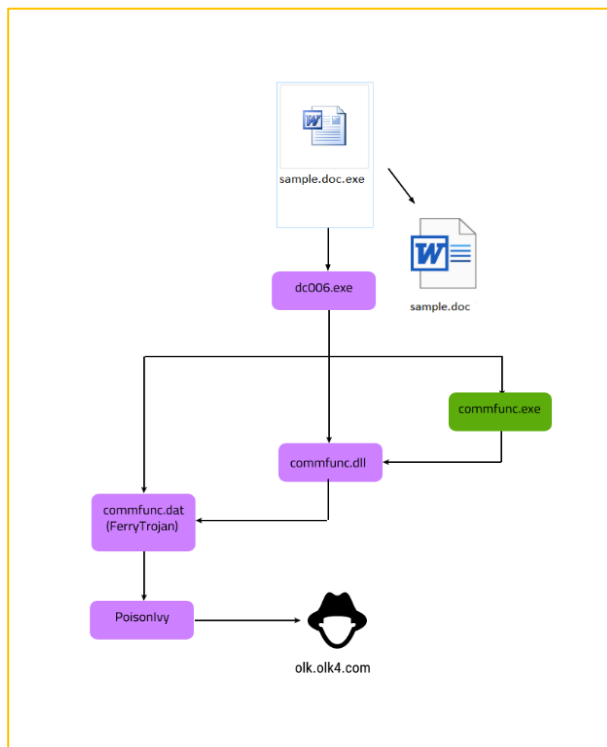 sample.doc.exe
sample.doc
dc006.exe
commfunc.exe
commfunc.dll
commfunc.dat
(FerryTrojan)
PoisonIvy
olk.olk4.com